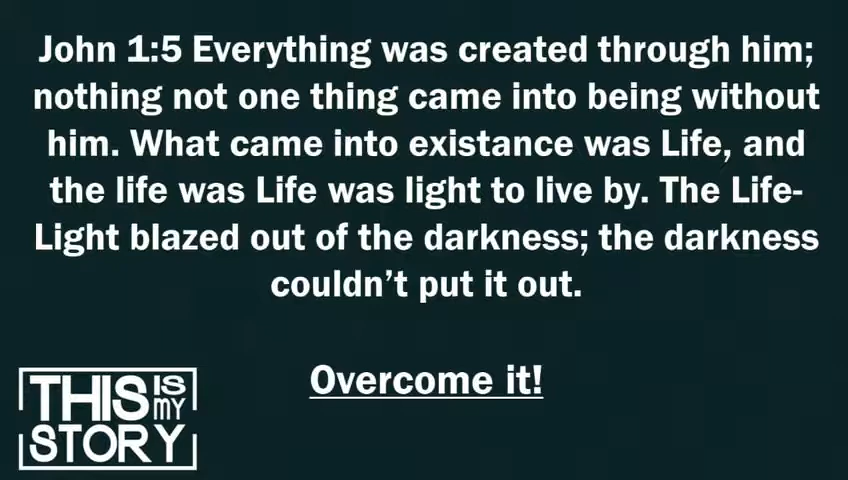 John 1:5 Everything was created through him;
nothing not one thing came into being without
him. What came into existance was Life, and
the life was Life was light to live by. The Life-
Light blazed out of the darkness; the darkness
couldn't put it out.
Overcome it!
THIS IS MY
STORY